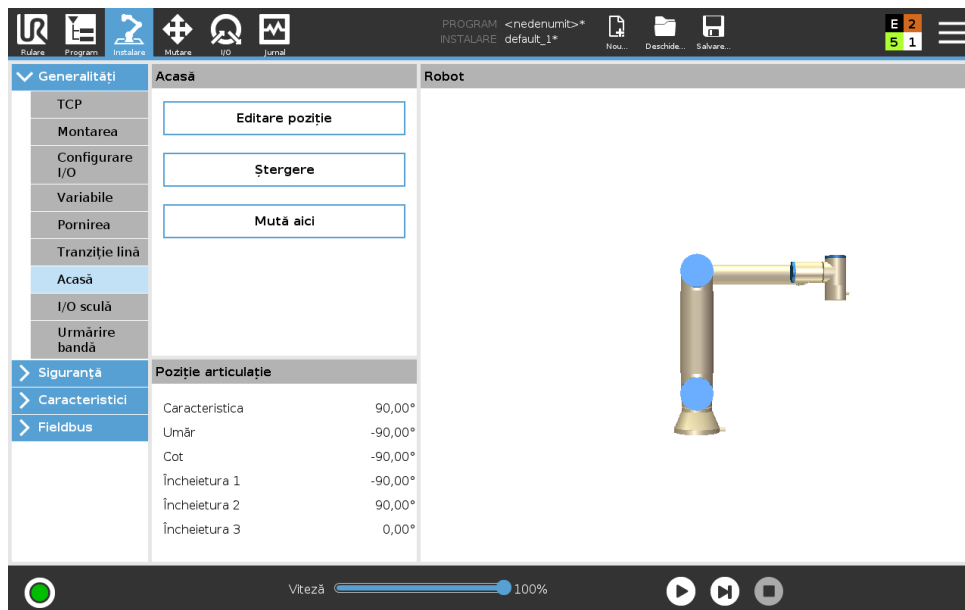 PROGRAM <nedenumit>*
INSTALARE default_1*
Rulare
Program
Instalare
Mutare
I/O
Jurnal
Nou...
Deschide...
Salvare...
E 2
5 1
Generalități
TCP
Montarea
Configurare
I/O
Variabile
Pornirea
Tranziție lină
Acasă
I/O sculă
Urmărire
bandă
Siguranță
Caracteristici
Fieldbus
Acasă
Editare poziție
Ștergere
Mută aici
Poziție articulație
Caracteristica 90,00°
Umăr -90,00°
Cot -90,00°
Încheietura 1 -90,00°
Încheietura 2 90,00°
Încheietura 3 0,00°
Robot
Viteză 100%